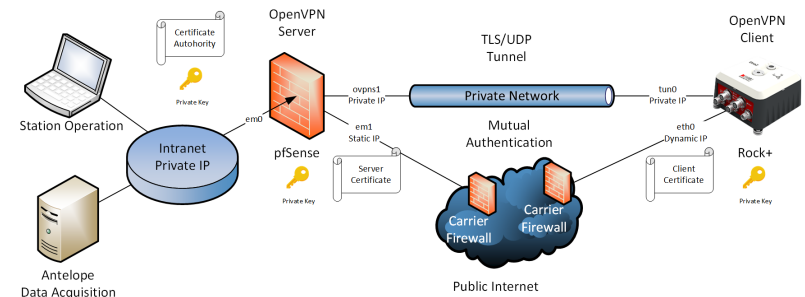 OpenVPN
Server
OpenVPN
Client
Certificate
Autohority
TLS/UDP
Tunnel
Private Key
ovpns1
Private IP
Private Network
tun0
Private IP
Station Operation
em0
em1
Static IP
Mutual
Authentication
eth0
Dynamic IP
Intranet
Private IP
pfSense
Rock+
Server
Certificate
Client
Certificate
Private Key
Private Key
Carrier
Firewall
Carrier
Firewall
Antelope
Data Acquisition
Public Internet